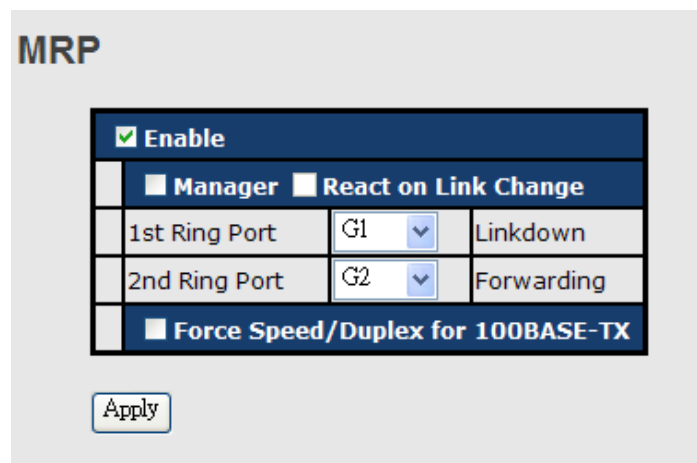 MRP
Enable
Manager React on Link Change
1st Ring Port G1 Linkdown
2nd Ring Port G2 Forwarding
Force Speed/Duplex for 100BASE-TX
Apply